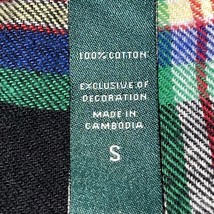 100% COTTON
EXCLUSIVE OF
DECORATION
MADE IN
CAMBODIA
S